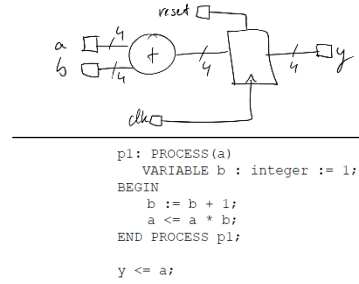 reset
a 4
+ 4 4 y
b 4
clk
p1: PROCESS(a)
VARIABLE b : integer := 1;
BEGIN
b := b + 1;
a <= a * b;
END PROCESS p1;
y <= a;